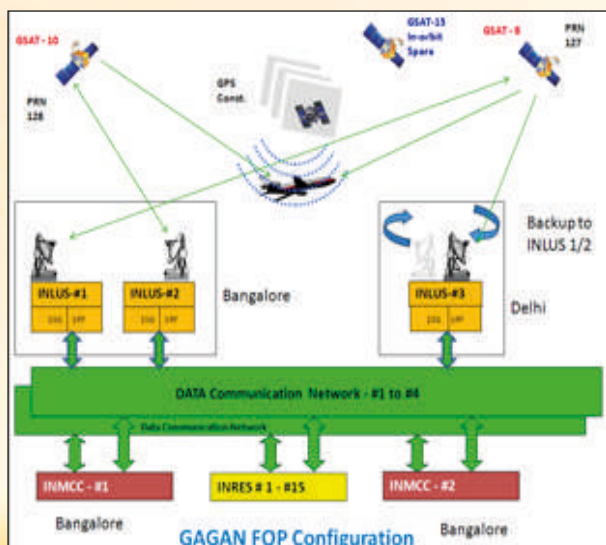 GSAT-15
In-orbit
Spare
GSAT - 10
GSAT - 8
PRN
127
GPS
Const.
PRN
128
Backup to
INLUS 1/2
INLUS-#1
INLUS-#2
Bangalore
INLUS-#3
Delhi
DATA Communication Network - #1 to #4
Data Communication Network
INMCC - #1
INRES # 1 - #15
INMCC - #2
Bangalore
Bangalore
GAGAN FOP Configuration